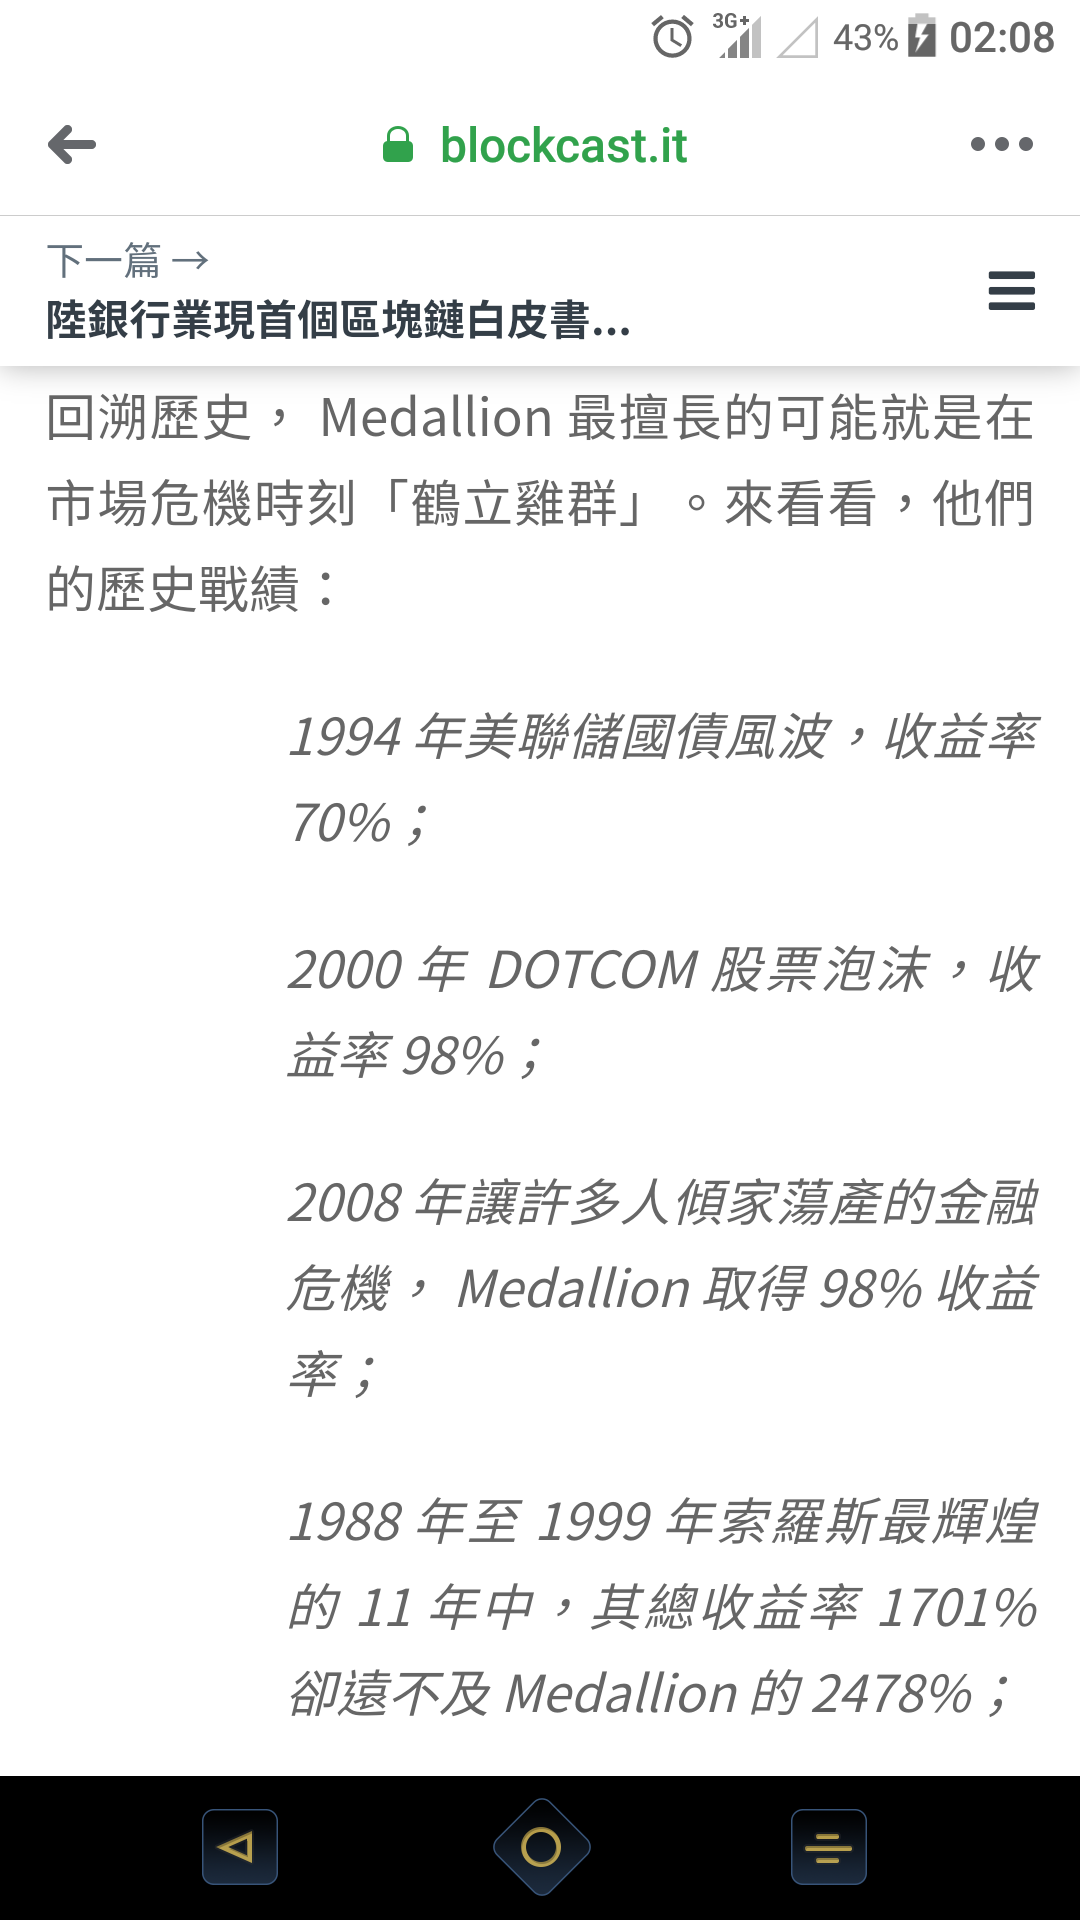 3G+ 43% 02:08
blockcast.it
下一篇 →
陸銀行業現首個區塊鏈白皮書...
回溯歷史， Medallion 最擅長的可能就是在
市場危機時刻「鶴立雞群」。來看看，他們
的歷史戰績：
1994 年美聯儲國債風波，收益率
70%；
2000 年 DOTCOM 股票泡沫，收
益率 98%；
2008 年讓許多人傾家蕩產的金融
危機， Medallion 取得 98% 收益
率；
1988 年至 1999 年索羅斯最輝煌
的 11 年中，其總收益率 1701%
卻遠不及 Medallion 的 2478%；